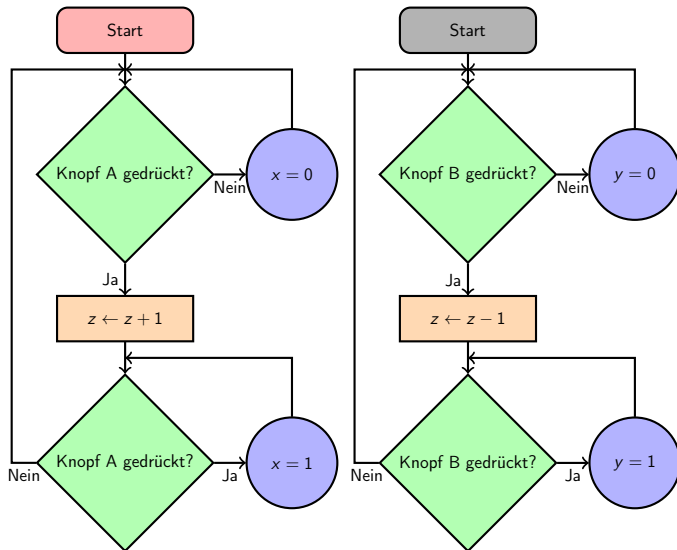 Start
Knopf A gedrückt?
Nein
x = 0
Ja
z ← z + 1
Knopf A gedrückt?
Nein
Ja
x = 1
Start
Knopf B gedrückt?
Nein
y = 0
Ja
z ← z − 1
Knopf B gedrückt?
Nein
Ja
y = 1